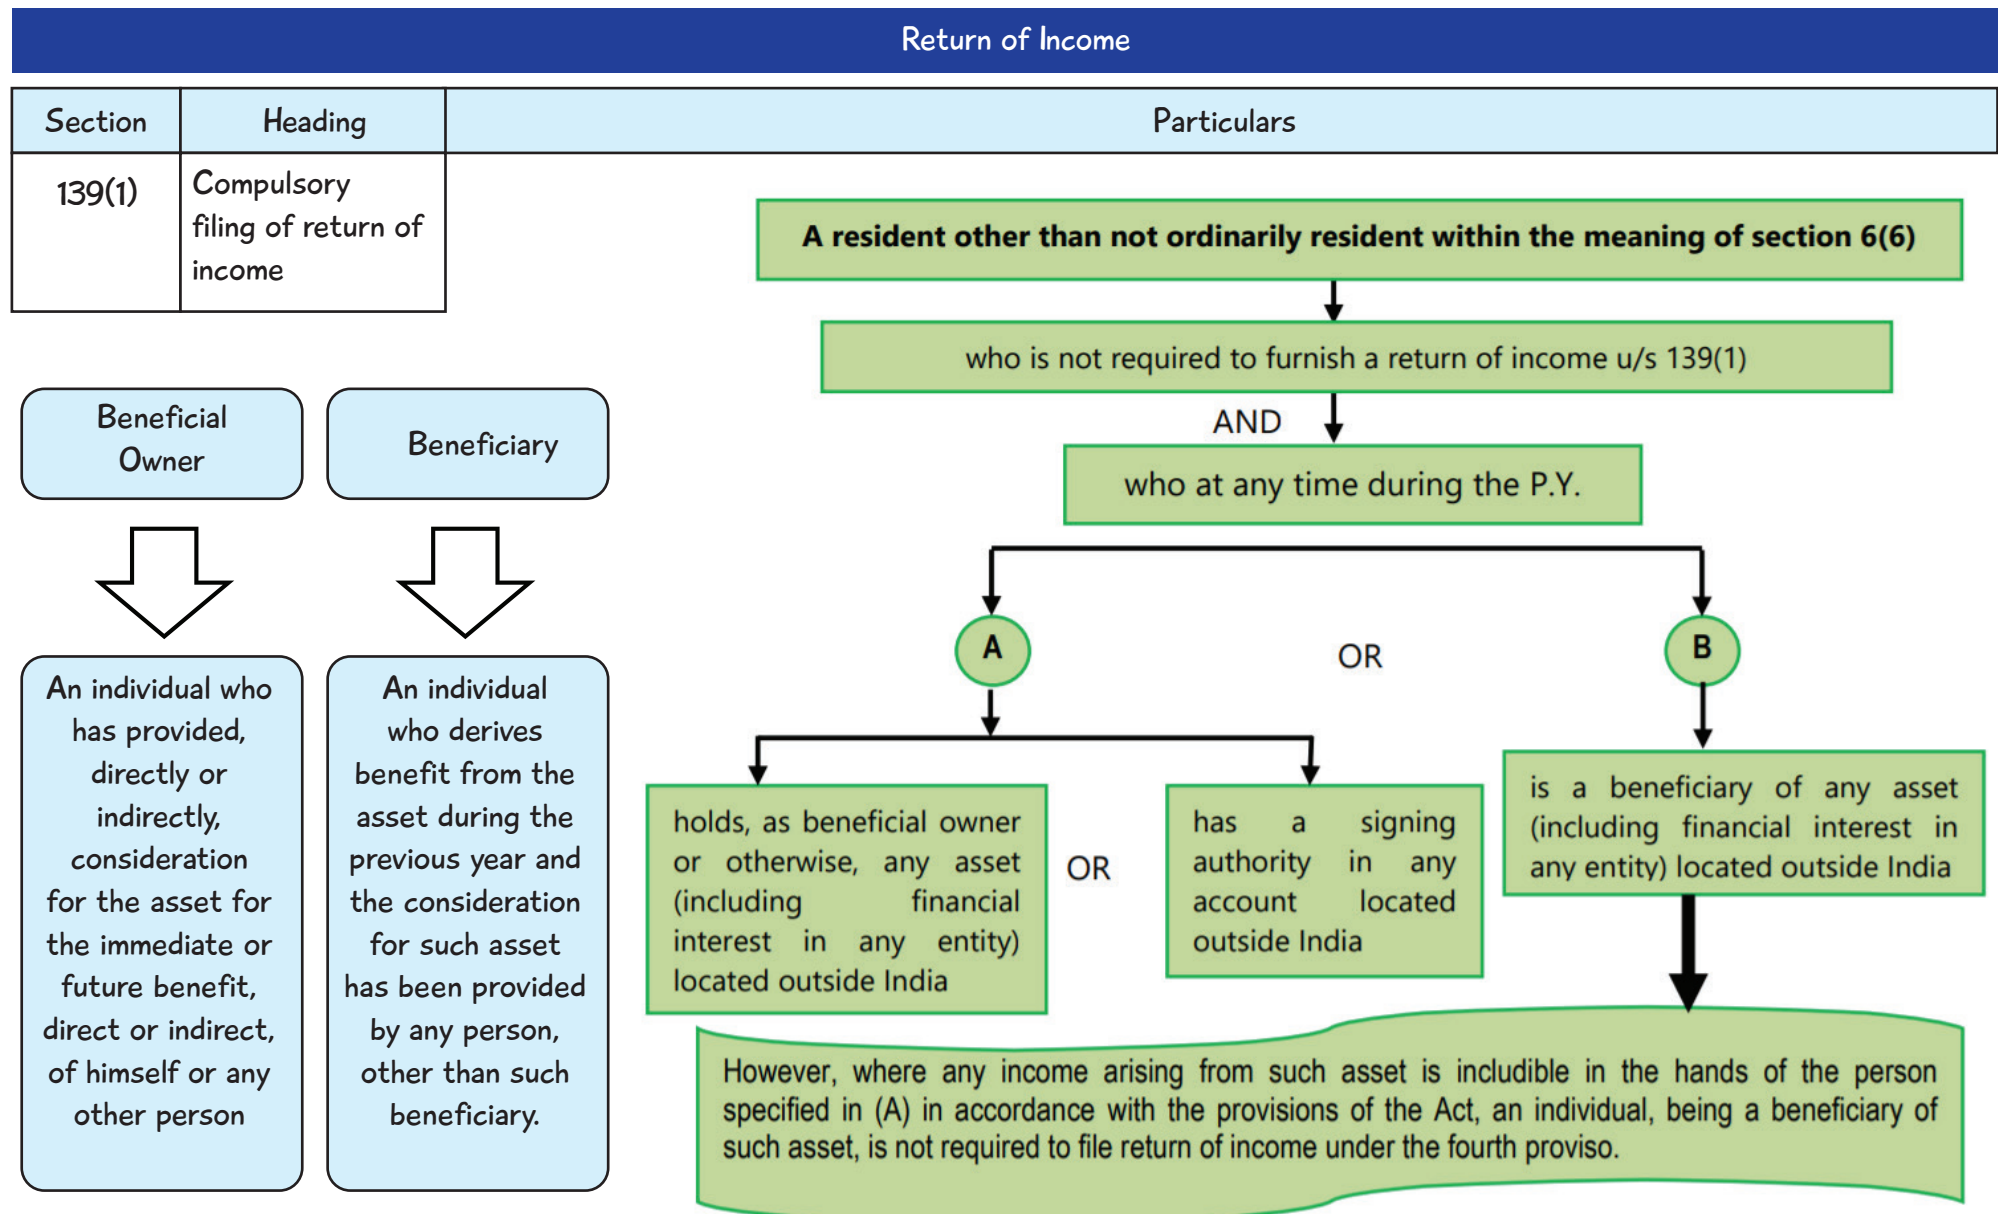 Return of Income
Section
Heading
Particulars
139(1)
Compulsory
filing of return of
income
Beneficial
Owner
Beneficiary
An individual who
has provided,
directly or
indirectly,
consideration
for the asset for
the immediate or
future benefit,
direct or indirect,
of himself or any
other person
An individual
who derives
benefit from the
asset during the
previous year and
the consideration
for such asset
has been provided
by any person,
other than such
beneficiary.
A resident other than not ordinarily resident within the meaning of section 6(6)
who is not required to furnish a return of income u/s 139(1)
AND
who at any time during the P.Y.
A
OR
B
holds, as beneficial owner
or otherwise, any asset
(including financial
interest in any entity)
located outside India
OR
has a signing
authority in any
account located
outside India
is a beneficiary of any asset
(including financial interest in
any entity) located outside India
However, where any income arising from such asset is includible in the hands of the person
specified in (A) in accordance with the provisions of the Act, an individual, being a beneficiary of
such asset, is not required to file return of income under the fourth proviso.